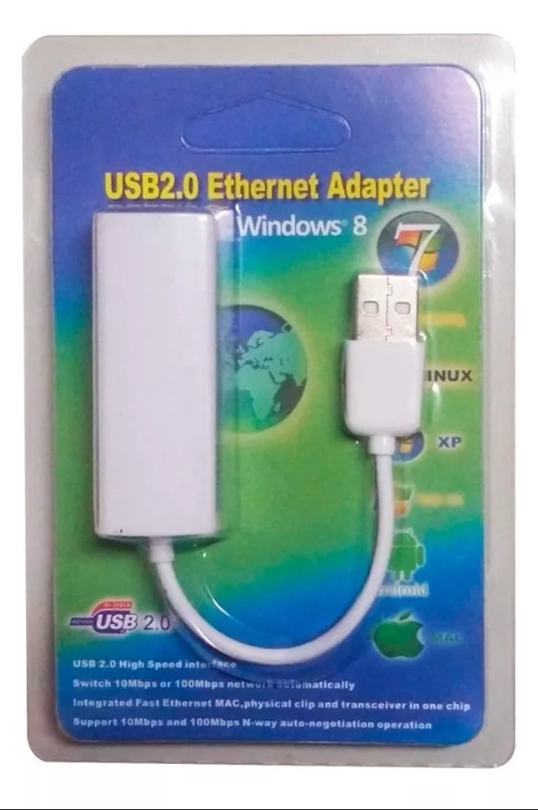 USB2.0 Ethernet Adapter
Windows® 8
7
INUX
XP
android
MAC
USB 2.0
USB 2.0 High Speed interface
Switch 10Mbps or 100Mbps network automatically
Integrated Fast Ethernet MAC,physical clip and transceiver in one chip
Support 10Mbps and 100Mbps N-way auto-negotiation operation